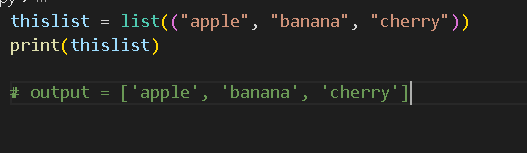 thislist = list(("apple", "banana", "cherry"))
print(thislist)
# output = ['apple', 'banana', 'cherry']